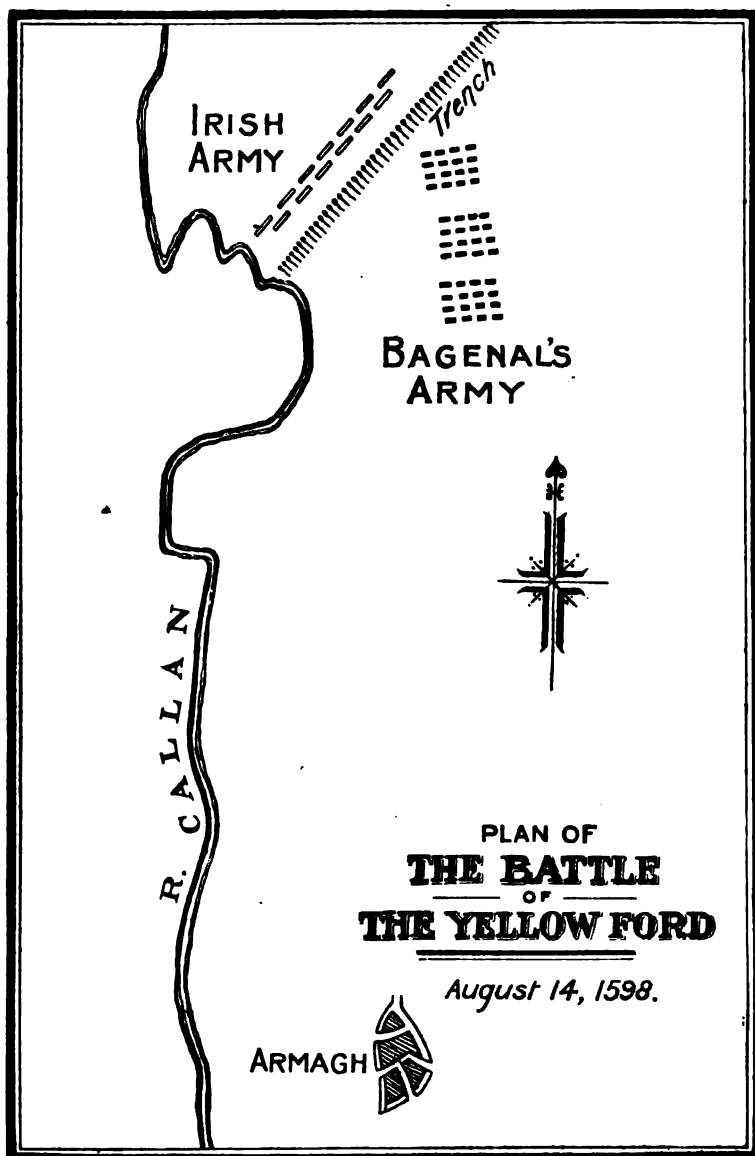 IRISH
ARMY
Trench
BAGENAL'S
ARMY
R. CALLAN
PLAN OF
THE BATTLE
OF
THE YELLOW FORD
August 14, 1598.
ARMAGH